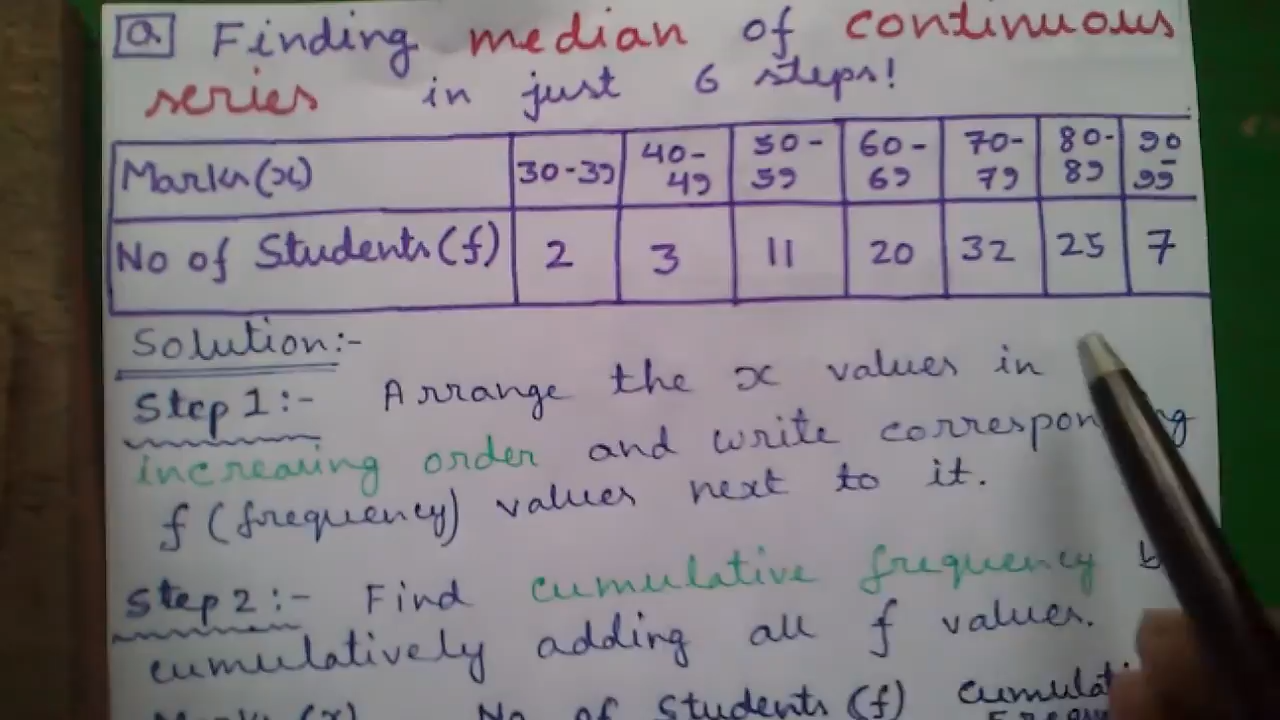 Q Finding median of continuous
series in just 6 steps!
Marks(x) 30-39 40-49 50-59 60-69 70-79 80-89 90-99
No of Students(f) 2 3 11 20 32 25 7
Solution:-
Step 1:- Arrange the x values in
increasing order and write
f (frequency) values next to it.
Step 2:- Find cumulative frequency
cumulatively adding all f values.
Marks (x) No of Students (f)